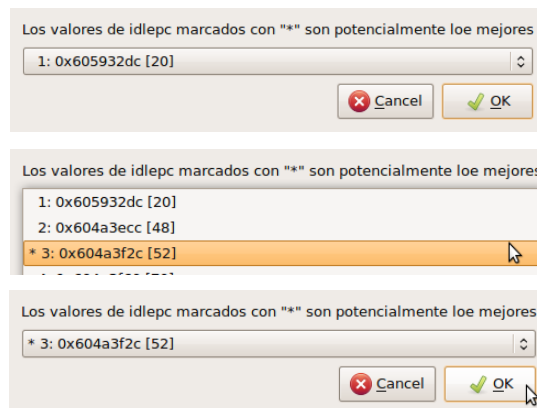 Los valores de idlepc marcados con "*" son potencialmente loe mejores
1: 0x605932dc [20]
Cancel
OK
Los valores de idlepc marcados con "*" son potencialmente loe mejores
1: 0x605932dc [20]
2: 0x604a3ecc [48]
* 3: 0x604a3f2c [52]
Los valores de idlepc marcados con "*" son potencialmente loe mejores
* 3: 0x604a3f2c [52]
Cancel
OK